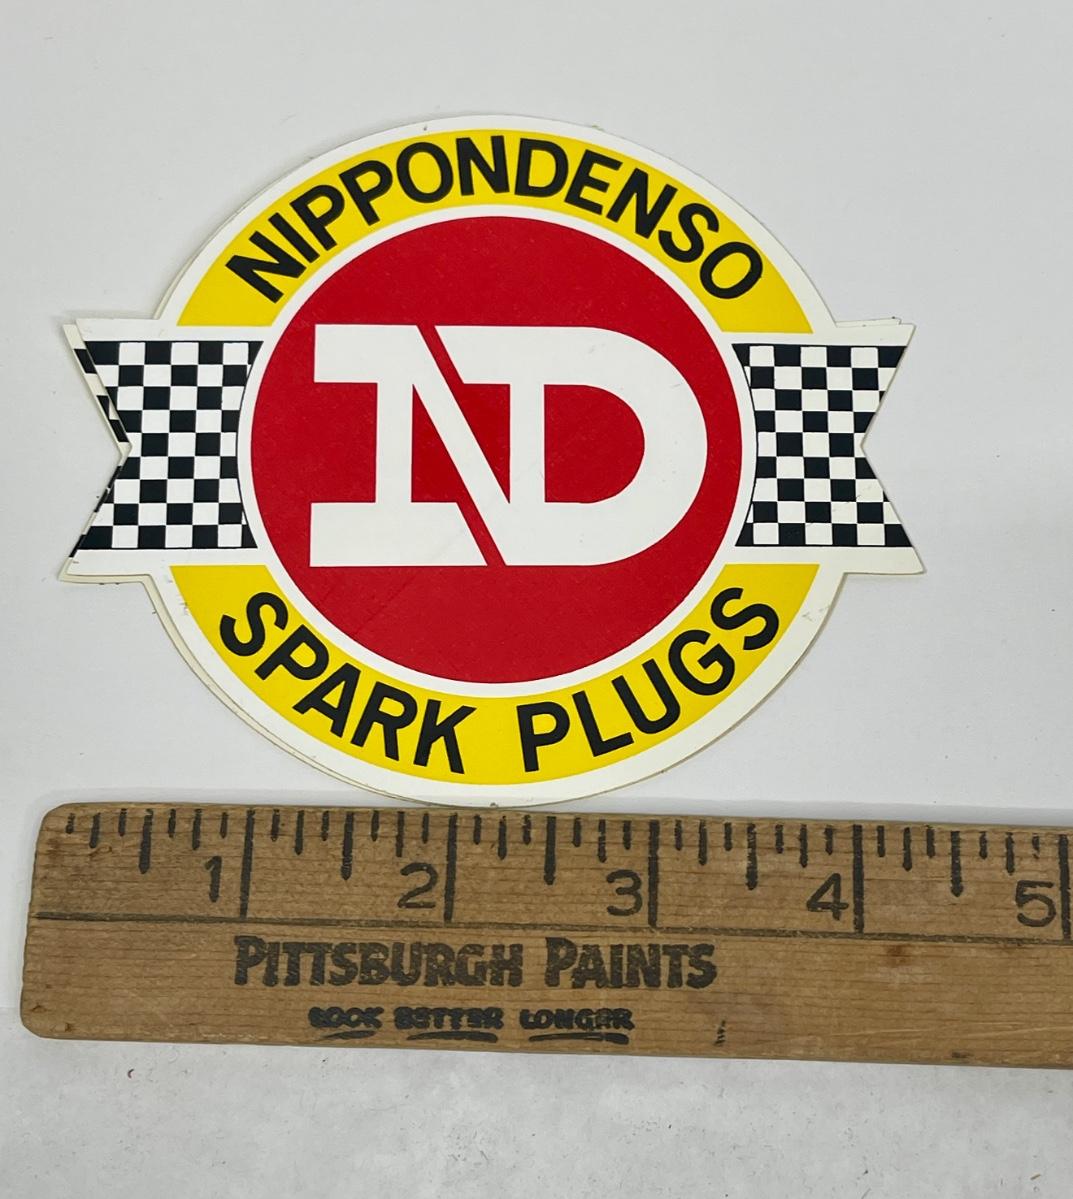 NIPPONDENSO
ND
SPARK PLUGS
1 2 3 4 5
PITTSBURGH PAINTS
LOOK BETTER LONGER